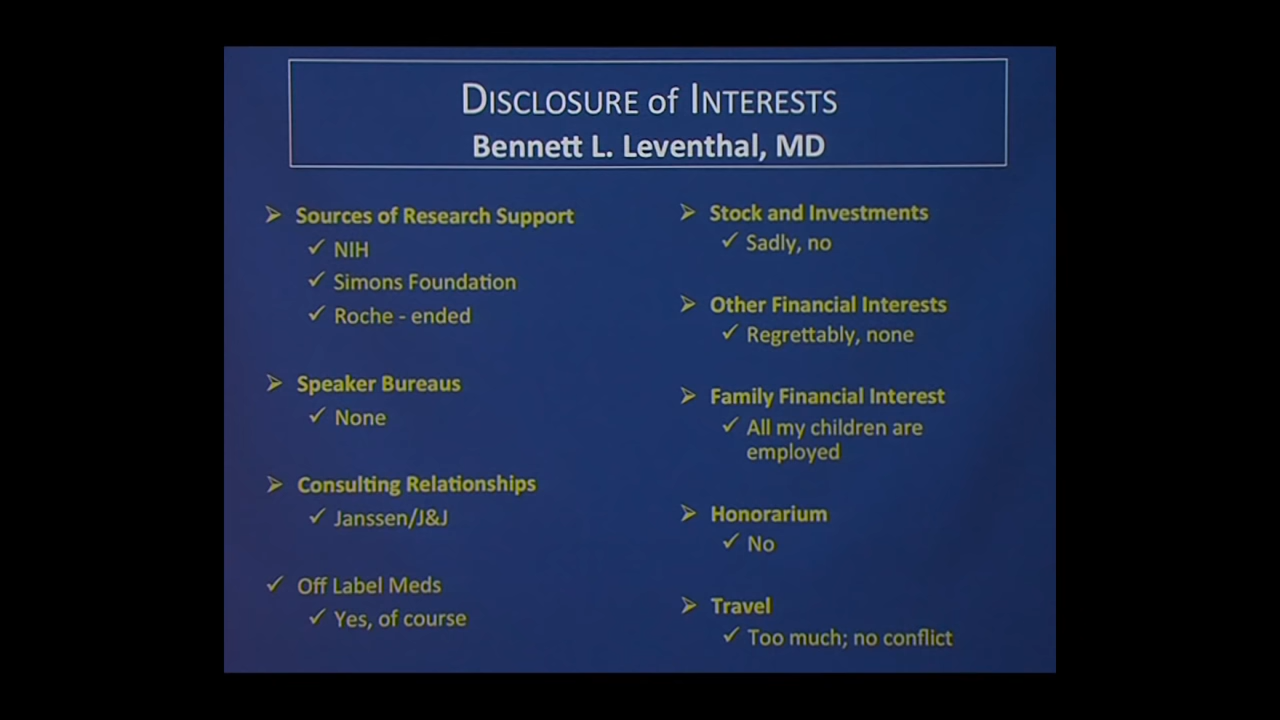 DISCLOSURE of INTERESTS
Bennett L. Leventhal, MD
Sources of Research Support
NIH
Simons Foundation
Roche - ended
Speaker Bureaus
None
Consulting Relationships
Janssen/J&J
Off Label Meds
Yes, of course
Stock and Investments
Sadly, no
Other Financial Interests
Regrettably, none
Family Financial Interest
All my children are
employed
Honorarium
No
Travel
Too much; no conflict